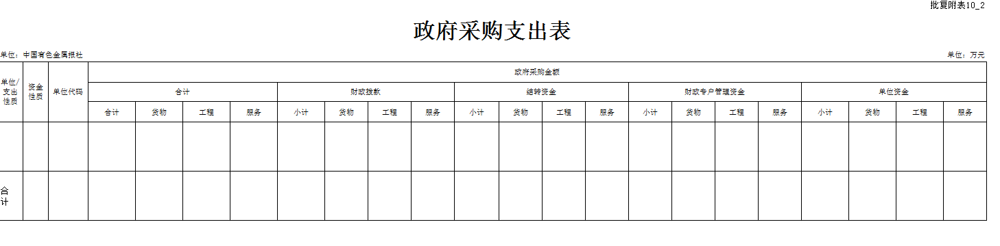 批复附表10_2
政府采购支出表
单位：中国有色金属报社 单位：万元
单位/
支出
性质
资金
性质
单位代码
政府采购金额
合计 财政拨款 结转资金 财政专户管理资金 单位资金
合计 货物 工程 服务 小计 货物 工程 服务 小计 货物 工程 服务 小计 货物 工程 服务 小计 货物 工程 服务
合
计